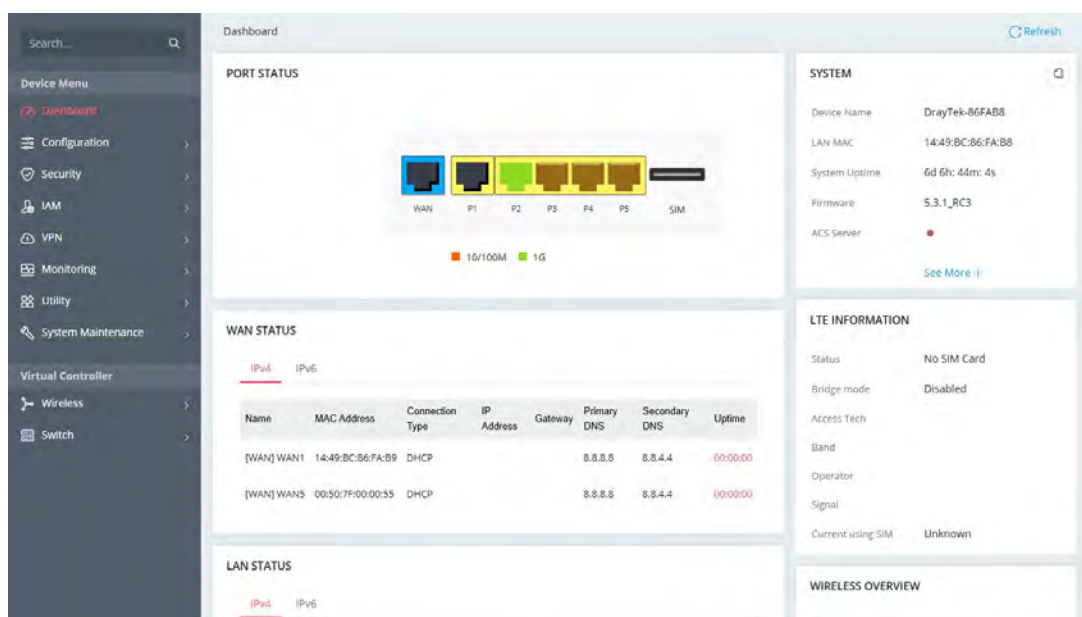 Search...
Device Menu
Dashboard
Configuration
Security
IAM
VPN
Monitoring
Utility
System Maintenance
Virtual Controller
Wireless
Switch
Dashboard
Refresh
PORT STATUS
WAN P1 P2 P3 P4 P5 SIM
10/100M 1G
WAN STATUS
IPv4 IPv6
Name MAC Address Connection Type IP Address Gateway Primary DNS Secondary DNS Uptime
[WAN] WAN1 14:49:BC:86:FA:B9 DHCP 8.8.8.8 8.8.4.4 00:00:00
[WAN] WAN5 00:50:7F:00:00:55 DHCP 8.8.8.8 8.8.4.4 00:00:00
LAN STATUS
IPv4 IPv6
SYSTEM
Device Name DrayTek-86FAB8
LAN MAC 14:49:BC:86:FA:B8
System Uptime 6d 6h: 44m: 4s
Firmware 5.3.1_RC3
ACS Server
See More +
LTE INFORMATION
Status No SIM Card
Bridge mode Disabled
Access Tech
Band
Operator
Signal
Current using SIM Unknown
WIRELESS OVERVIEW